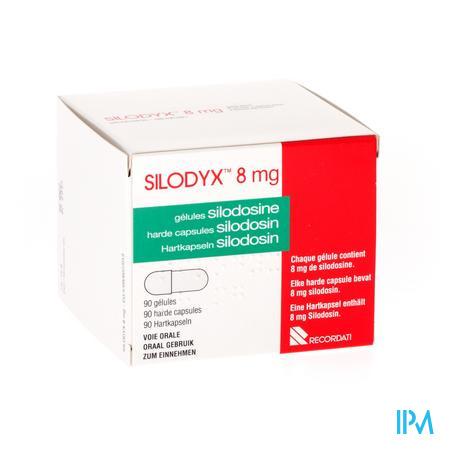 SILODYX™ 8 mg
SILODYX™ 8 mg
gélules silodosine
harde capsules silodosin
Hartkapseln silodosin
90 gélules
90 harde capsules
90 Hartkapseln
VOIE ORALE
ORAAL GEBRUIK
ZUM EINNEHMEN
Chaque gélule contient
8 mg de silodosine.
Elke harde capsule bevat
8 mg silodosin.
Eine Hartkapsel enthält
8 mg Silodosin.
RECORDATI
IPM